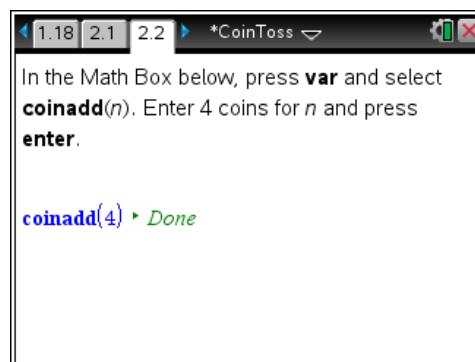 1.18 2.1 2.2 *CoinToss
In the Math Box below, press var and select
coinadd(n). Enter 4 coins for n and press
enter.
coinadd(4) ▸ Done